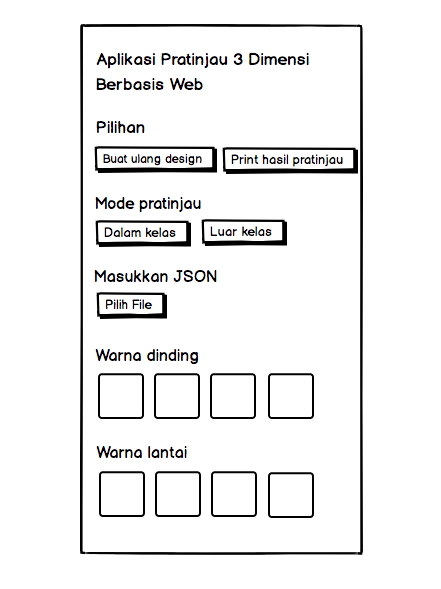 Aplikasi Pratinjau 3 Dimensi
Berbasis Web
Pilihan
Buat ulang design
Print hasil pratinjau
Mode pratinjau
Dalam kelas
Luar kelas
Masukkan JSON
Pilih File
Warna dinding
Warna lantai